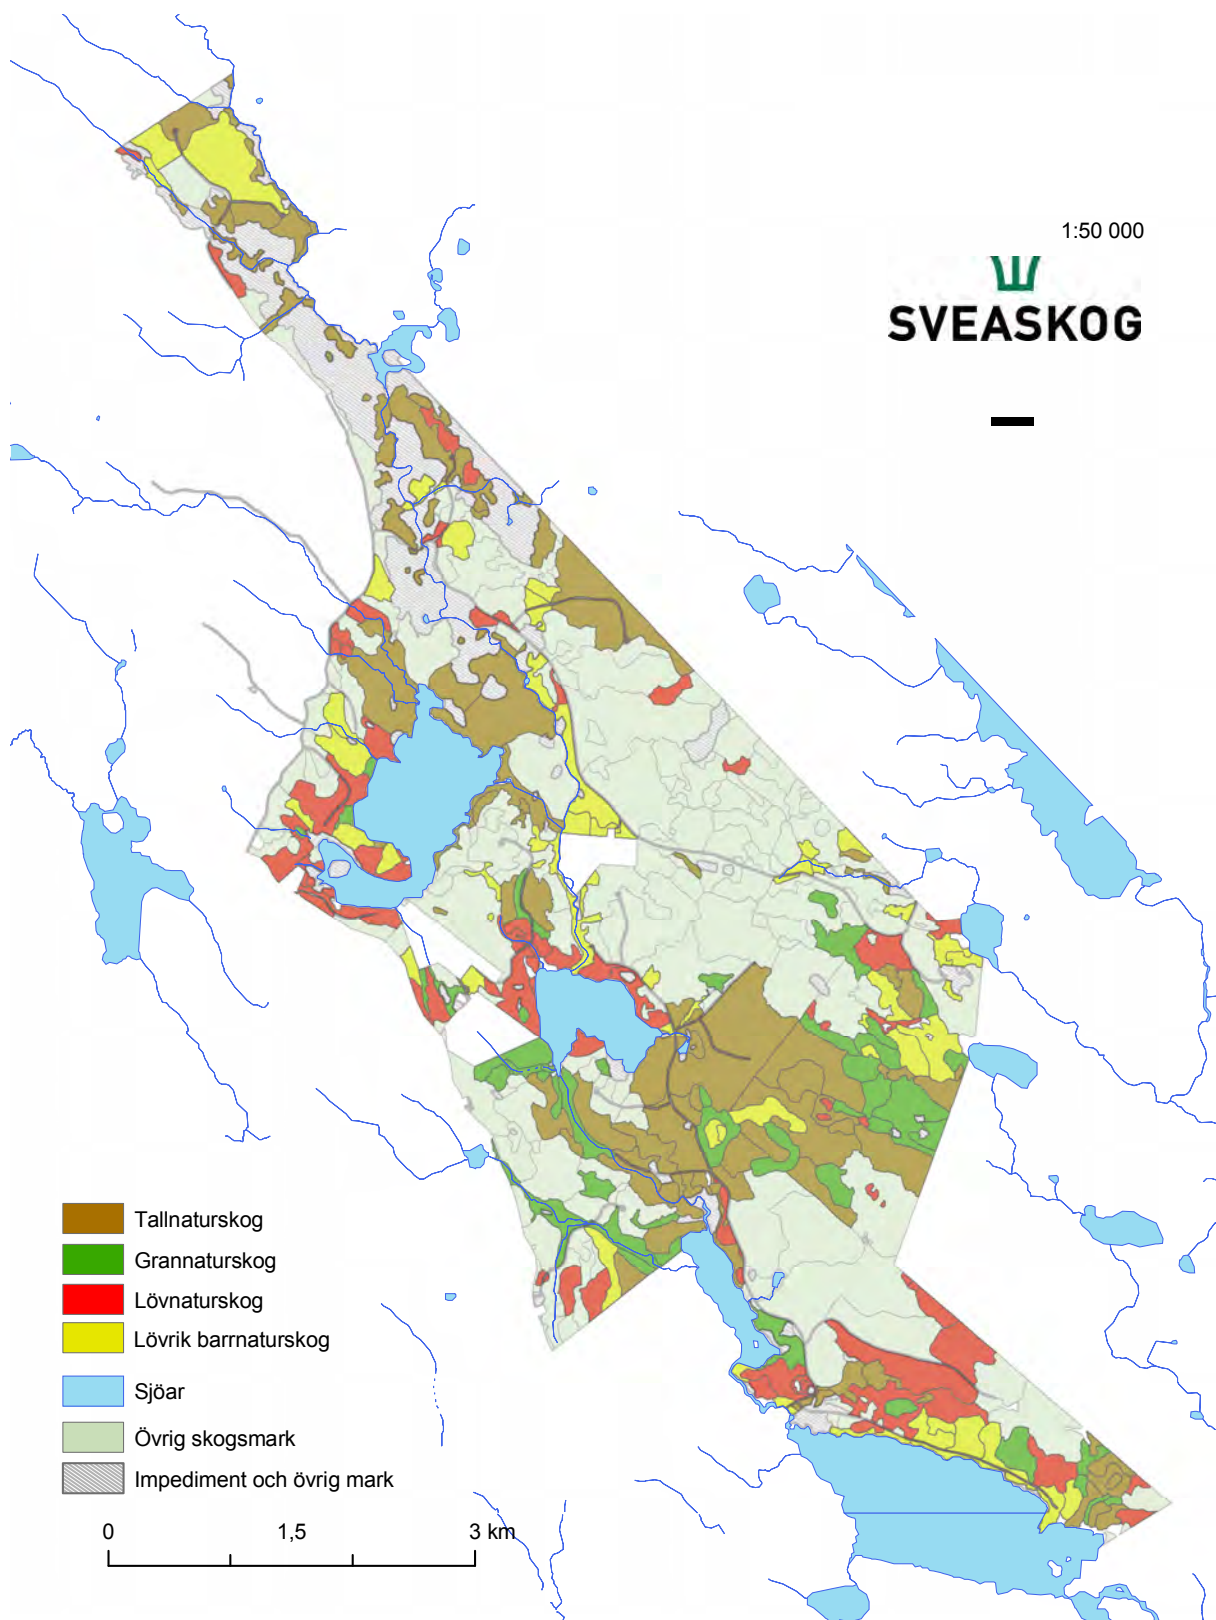 1:50 000
SVEASKOG
Tallnaturskog
Grannaturskog
Lövnaturskog
Lövrik barrnaturskog
Sjöar
Övrig skogsmark
Impediment och övrig mark
0 1,5 3 km